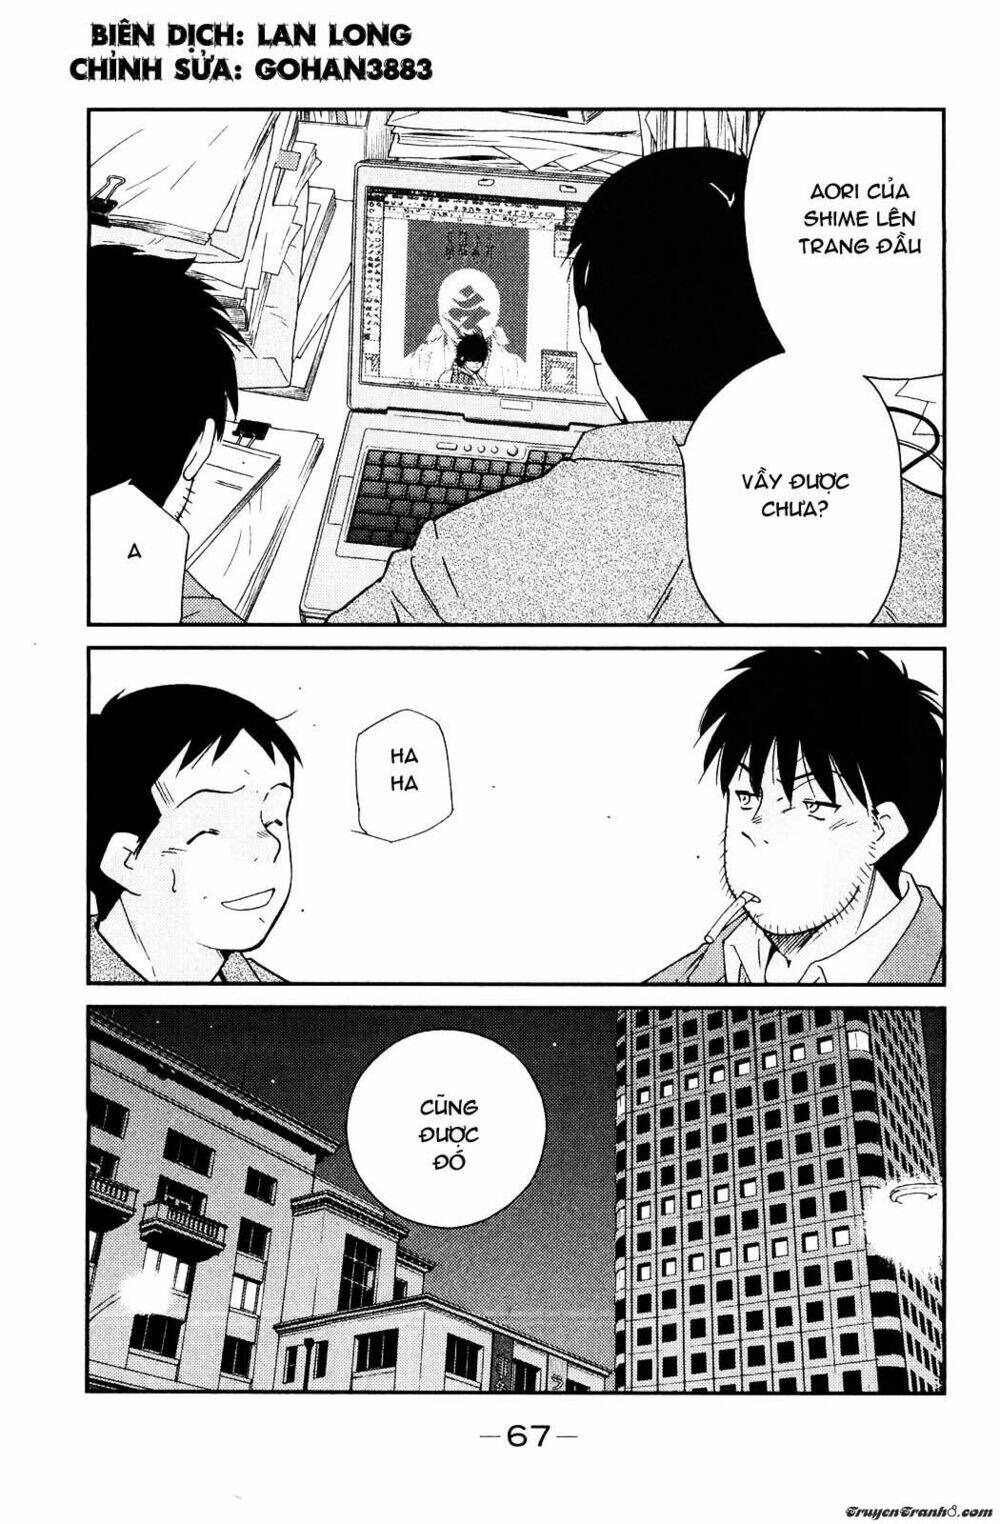 BIÊN DỊCH: LAN LONG
CHỈNH SỬA: GOHAN3883
AORI CỦA
SHIME LÊN
TRANG ĐẦU
VẦY ĐƯỢC
CHƯA?
A
HA
HA
CŨNG
ĐƯỢC
ĐÓ
-67-
TruyenTranh8.com